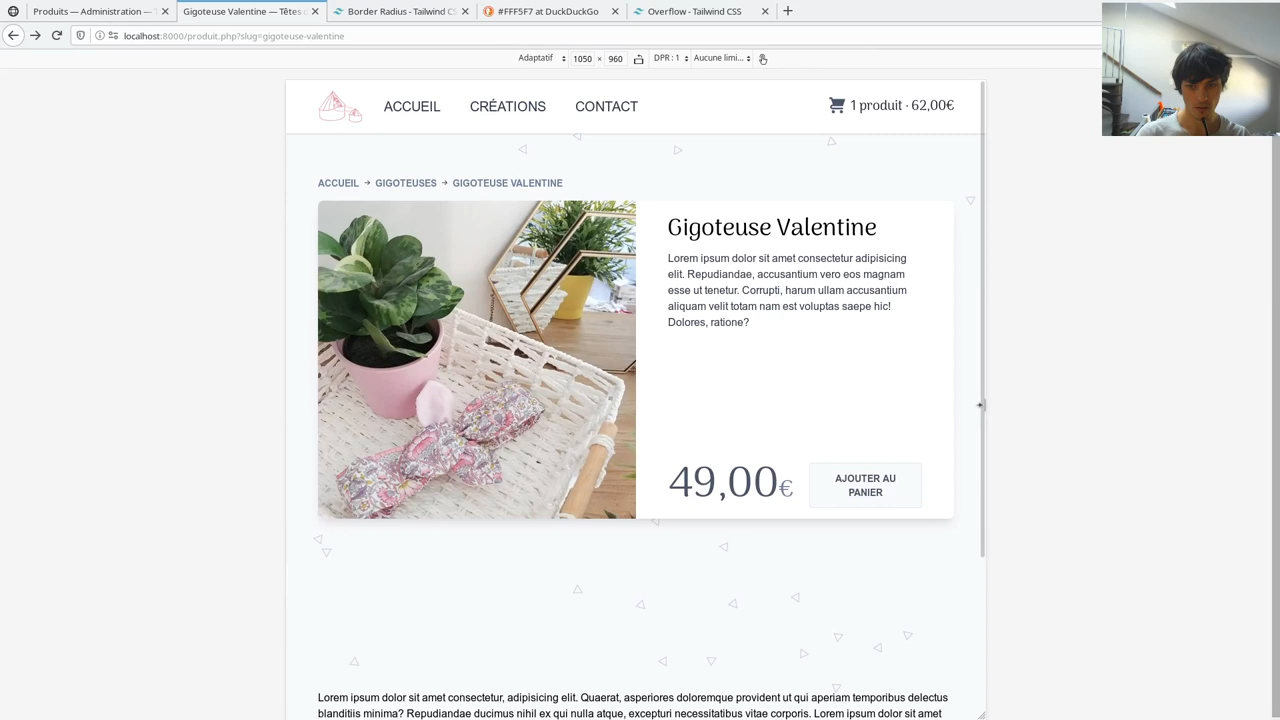 Produits — Administration —
Gigoteuse Valentine — Têtes
Border Radius - Tailwind C
#FFF5F7 at DuckDuckGo
Overflow - Tailwind CSS
localhost:8000/produit.php?slug=gigoteuse-valentine
Adaptatif 1050 × 960 DPR : 1 Aucune limi…
ACCUEIL CRÉATIONS CONTACT 1 produit · 62,00€
ACCUEIL → GIGOTEUSES → GIGOTEUSE VALENTINE
Gigoteuse Valentine
Lorem ipsum dolor sit amet consectetur adipisicing
elit. Repudiandae, accusantium vero eos magnam
esse ut tenetur. Corrupti, harum ullam accusantium
aliquam velit totam nam est voluptas saepe hic!
Dolores, ratione?
49,00€
AJOUTER AU
PANIER
Lorem ipsum dolor sit amet consectetur, adipisicing elit. Quaerat, asperiores doloremque provident ut qui aperiam temporibus delectus
blanditiis minima? Repudiandae ducimus nihil ex qui nulla atque, excepturi necessitatibus vitae corporis. Lorem ipsum dolor sit amet